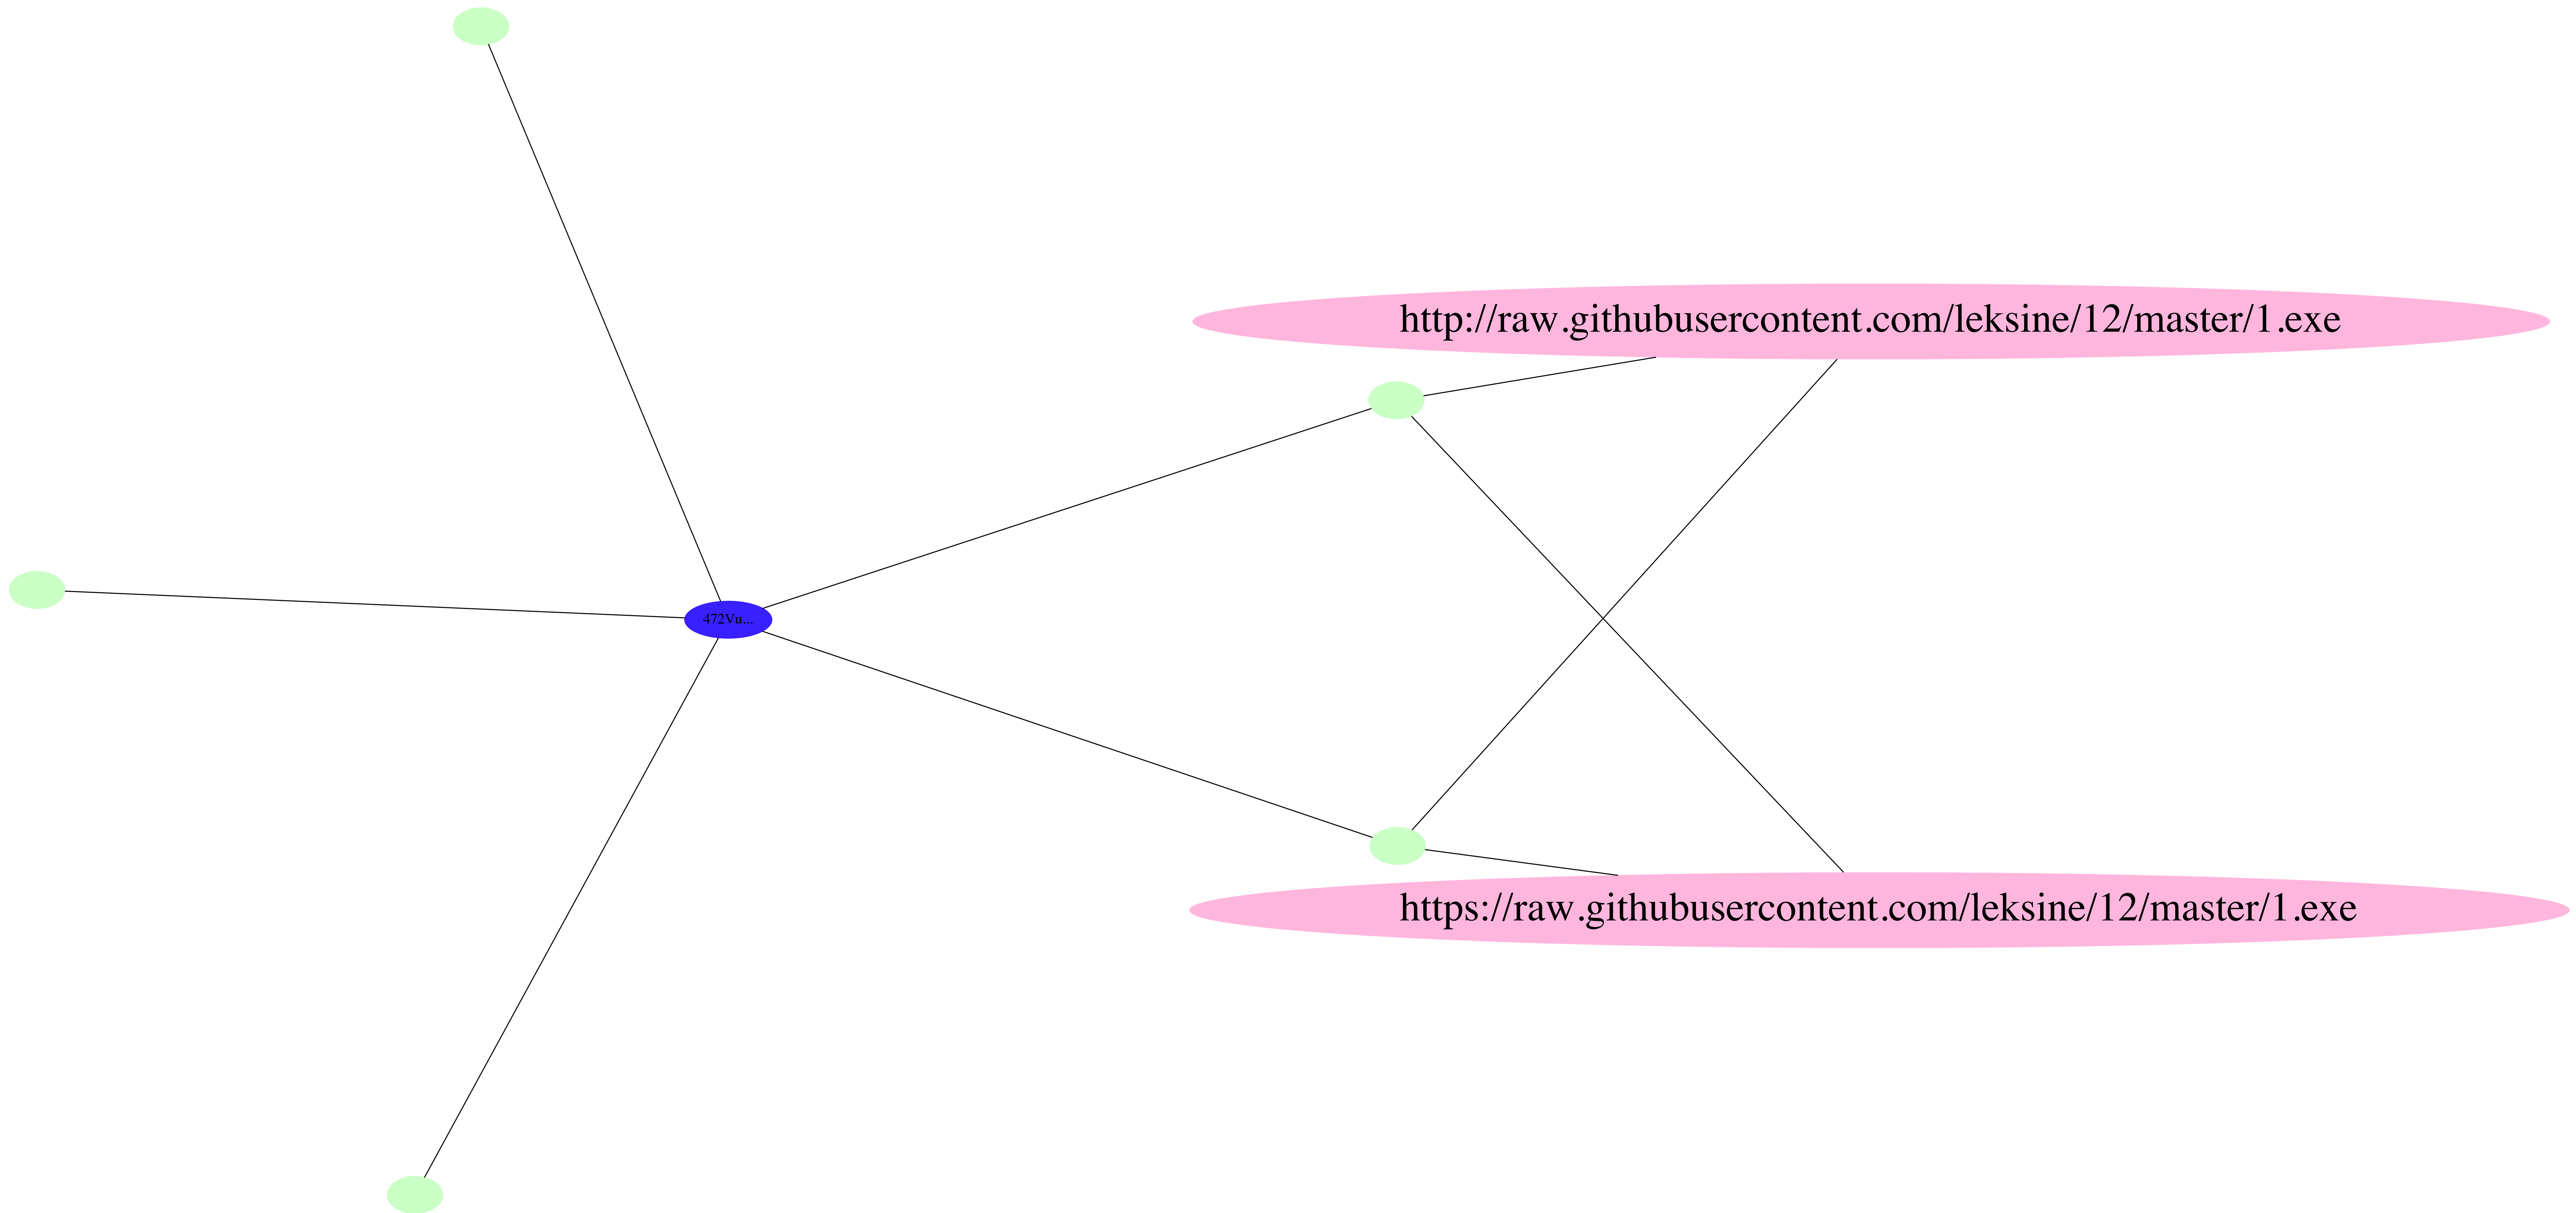 http://raw.githubusercontent.com/leksine/12/master/1.exe
472Vu...
https://raw.githubusercontent.com/leksine/12/master/1.exe